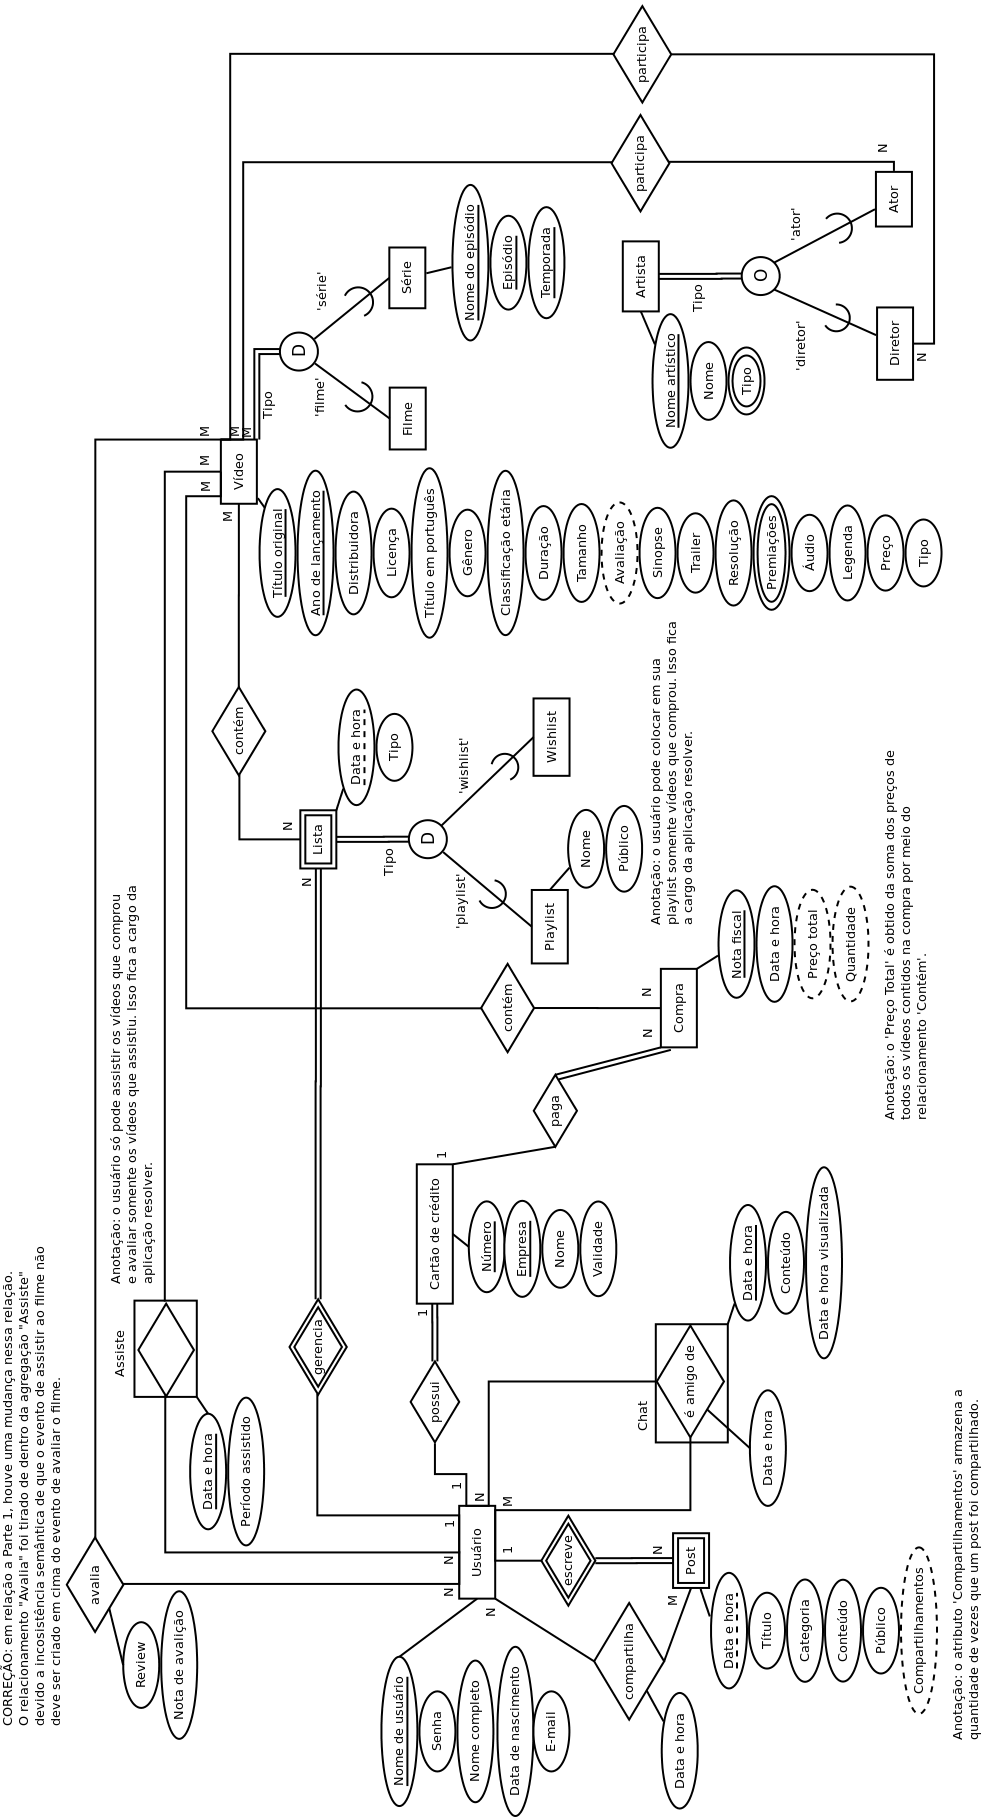 CORREÇÃO: em relação a Parte 1, houve uma mudança nessa relação.
O relacionamento "Avalia" foi tirado de dentro da agregação "Assiste"
devido a incosistência semântica de que o evento de assistir ao filme não
deve ser criado em cima do evento de avaliar o filme.
avalia
Review
Nota de avalição
Assiste
Data e hora
Período assistido
Anotação: o usuário só pode assistir os vídeos que comprou
e avaliar somente os vídeos que assistiu. Isso fica a cargo da
aplicação resolver.
gerencia
Nome de usuário
Senha
Nome completo
Data de nascimento
E-mail
Usuário
N
N
1
1
N
M
1
N
possui
1
Cartão de crédito
1
Número
Empresa
Nome
Validade
paga
N
Compra
N
contém
Nota fiscal
Data e hora
Preço total
Quantidade
Anotação: o 'Preço Total' é obtido da soma dos preços de
todos os vídeos contidos na compra por meio do
relacionamento 'Contém'.
escreve
N
Post
M
compartilha
Data e hora
Data e hora
Título
Categoria
Conteúdo
Público
Compartilhamentos
Anotação: o atributo 'Compartilhamentos' armazena a
quantidade de vezes que um post foi compartilhado.
Chat
é amigo de
Data e hora
Data e hora
Conteúdo
Data e hora visualizada
N
Lista
N
contém
Data e hora
Tipo
Tipo
D
'playlist'
'wishlist'
Playlist
Wishlist
Nome
Público
Anotação: o usuário pode colocar em sua
playlist somente vídeos que comprou. Isso fica
a cargo da aplicação resolver.
M
M
M
M
M
M
Vídeo
Título original
Ano de lançamento
Distribuidora
Licença
Título em português
Gênero
Classificação etária
Duração
Tamanho
Avaliação
Sinopse
Trailer
Resolução
Premiações
Áudio
Legenda
Preço
Tipo
Tipo
D
'filme'
'série'
Filme
Série
Nome do episódio
Episódio
Temporada
participa
participa
Artista
Nome artístico
Nome
Tipo
Tipo
O
'diretor'
'ator'
Diretor
Ator
N
N